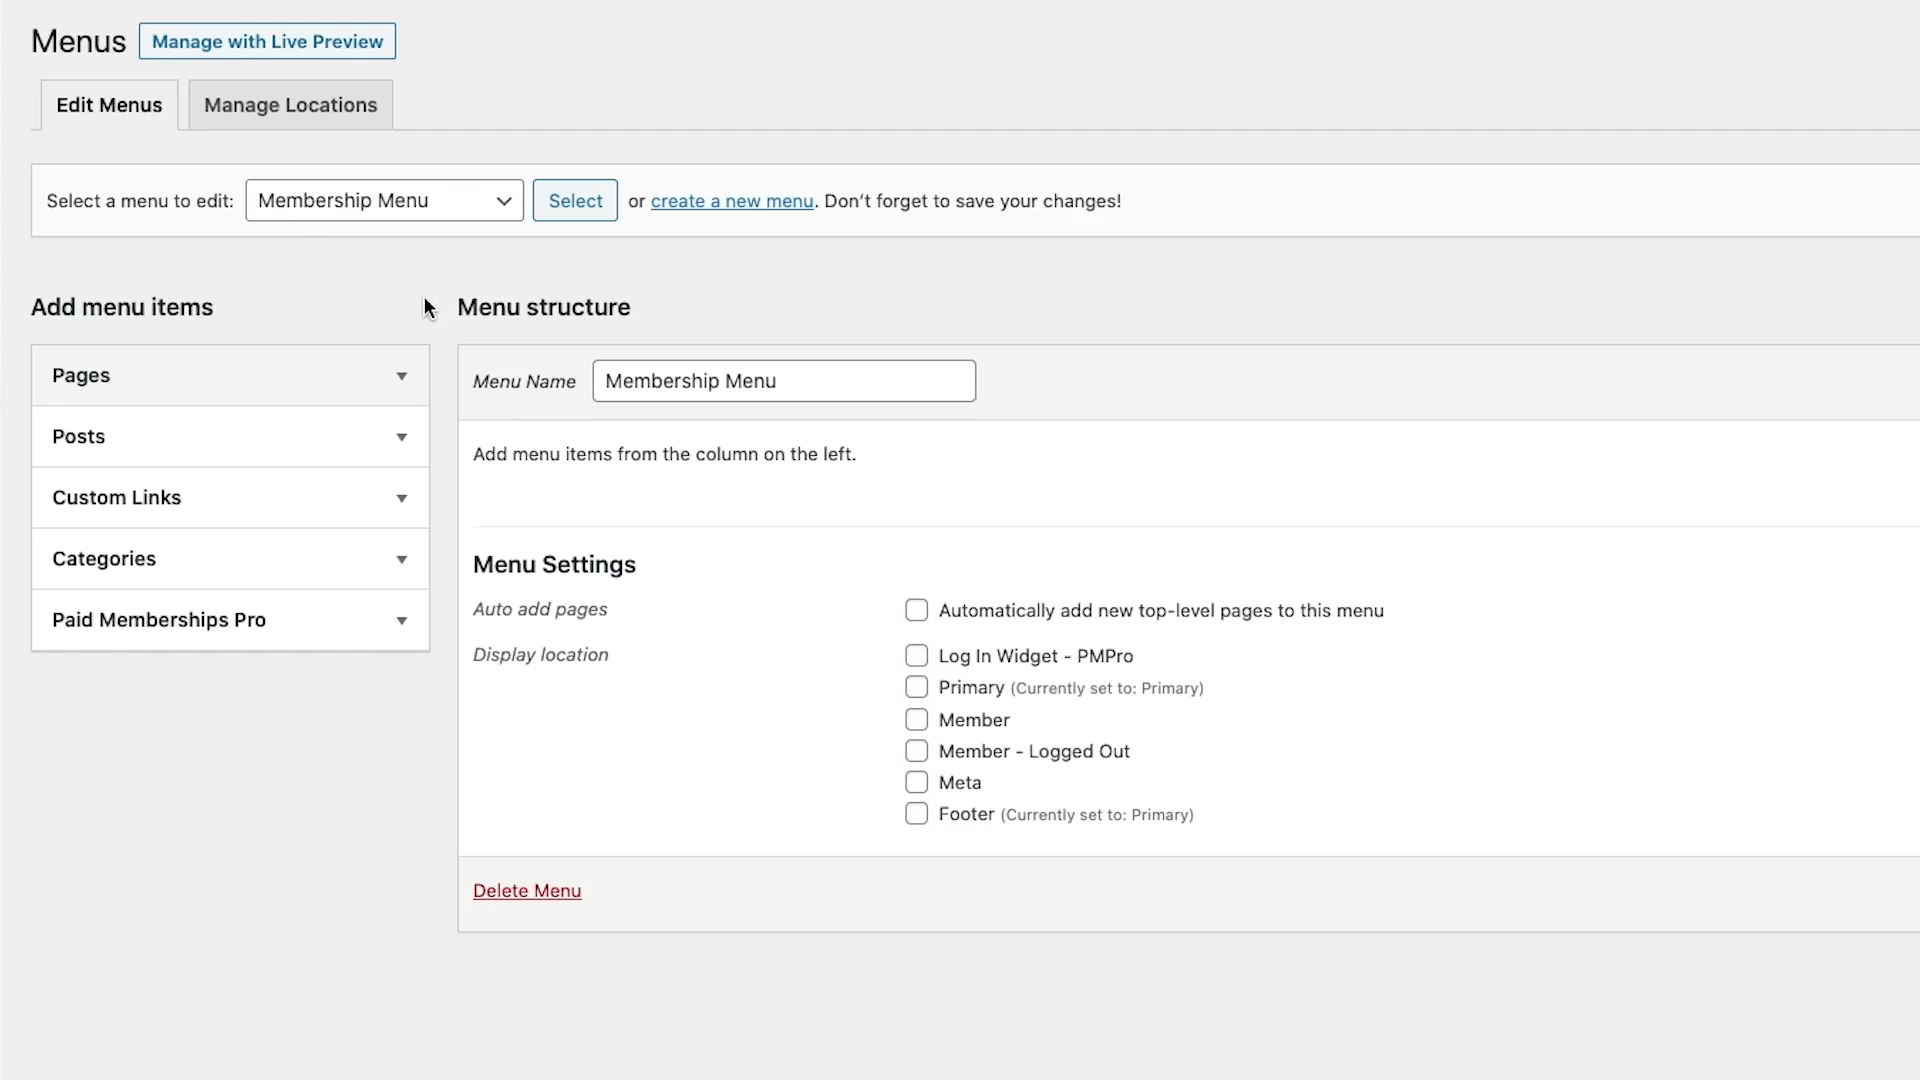 Menus Manage with Live Preview
Edit Menus Manage Locations
Select a menu to edit: Membership Menu Select or create a new menu. Don’t forget to save your changes!
Add menu items
Menu structure
Pages
Posts
Custom Links
Categories
Paid Memberships Pro
Menu Name Membership Menu
Add menu items from the column on the left.
Menu Settings
Auto add pages Automatically add new top-level pages to this menu
Display location Log In Widget - PMPro
Primary (Currently set to: Primary)
Member
Member - Logged Out
Meta
Footer (Currently set to: Primary)
Delete Menu